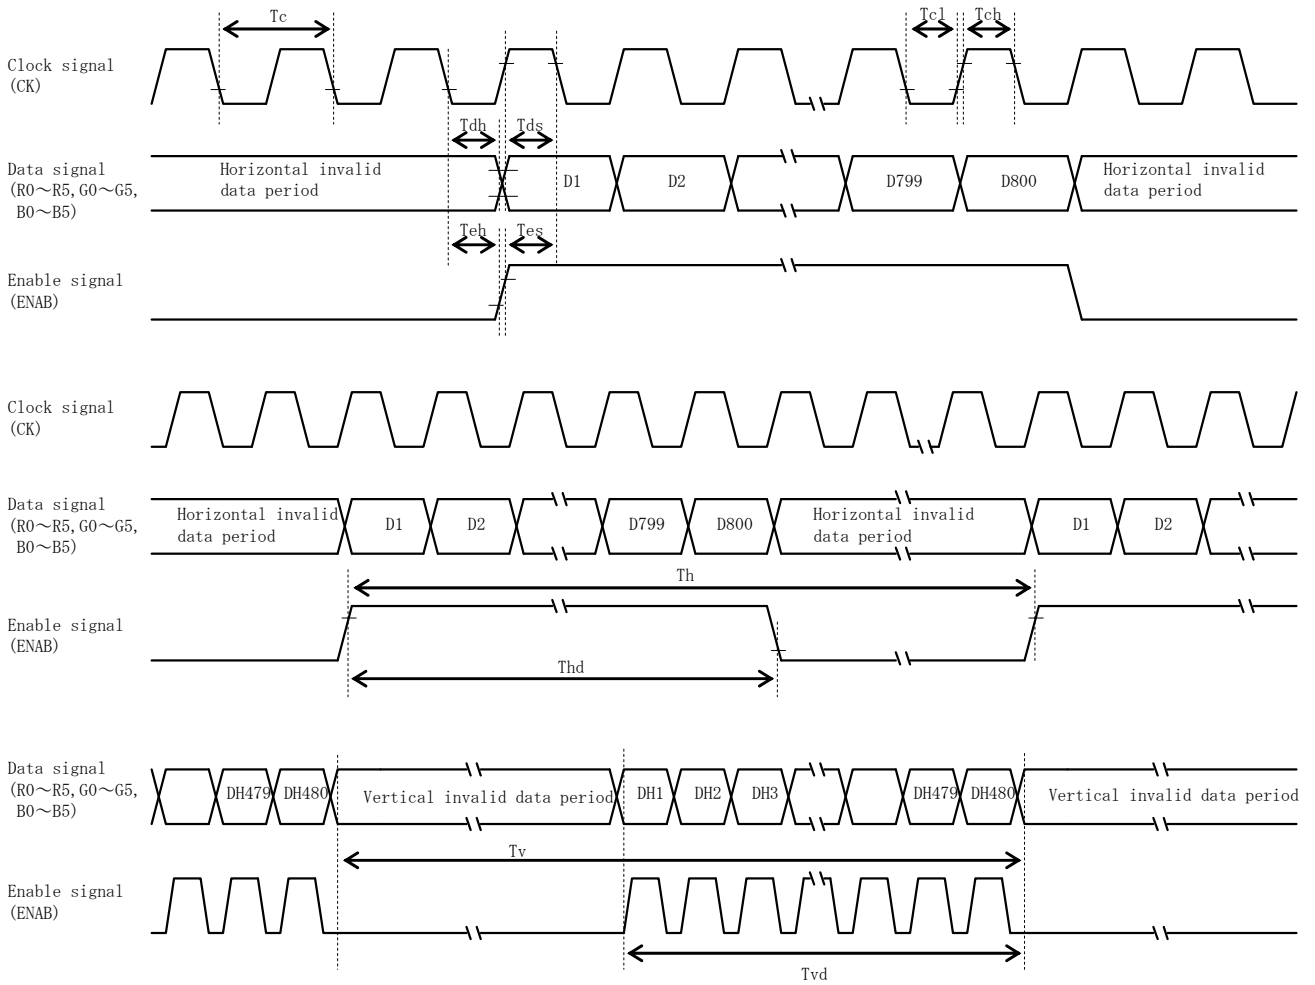 Tc
Tcl
Tch
Clock signal
(CK)
Tdh
Tds
Data signal
(R0～R5,G0～G5,
B0～B5)
Horizontal invalid
data period
D1
D2
D799
D800
Horizontal invalid
data period
Teh
Tes
Enable signal
(ENAB)
Clock signal
(CK)
Data signal
(R0～R5,G0～G5,
B0～B5)
Horizontal invalid
data period
D1
D2
D799
D800
Horizontal invalid
data period
D1
D2
Th
Enable signal
(ENAB)
Thd
Data signal
(R0～R5,G0～G5,
B0～B5)
DH479
DH480
Vertical invalid data period
DH1
DH2
DH3
DH479
DH480
Vertical invalid data period
Tv
Enable signal
(ENAB)
Tvd